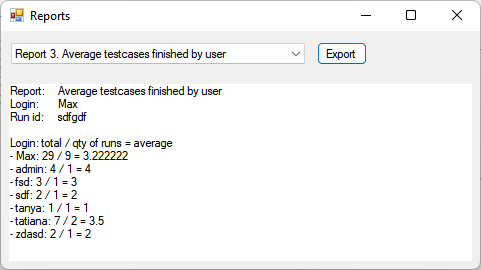 Reports
Report 3. Average testcases finished by user
Export
Report: Average testcases finished by user
Login: Max
Run id: sdfgdf
Login: total / qty of runs = average
- Max: 29 / 9 = 3.222222
- admin: 4 / 1 = 4
- fsd: 3 / 1 = 3
- sdf: 2 / 1 = 2
- tanya: 1 / 1 = 1
- tatiana: 7 / 2 = 3.5
- zdasd: 2 / 1 = 2